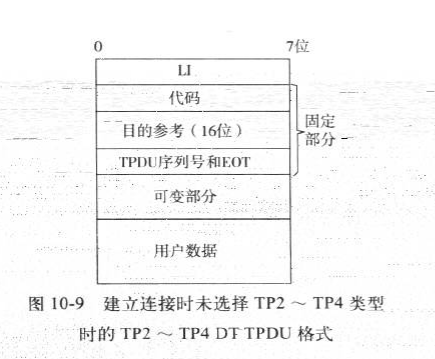 0 7位
LI
代码
目的参考（16位）
固定
部分
TPDU序列号和EOT
可变部分
用户数据
图 10-9 建立连接时未选择 TP2 ～ TP4 类型
时的 TP2 ～ TP4 DT TPDU 格式